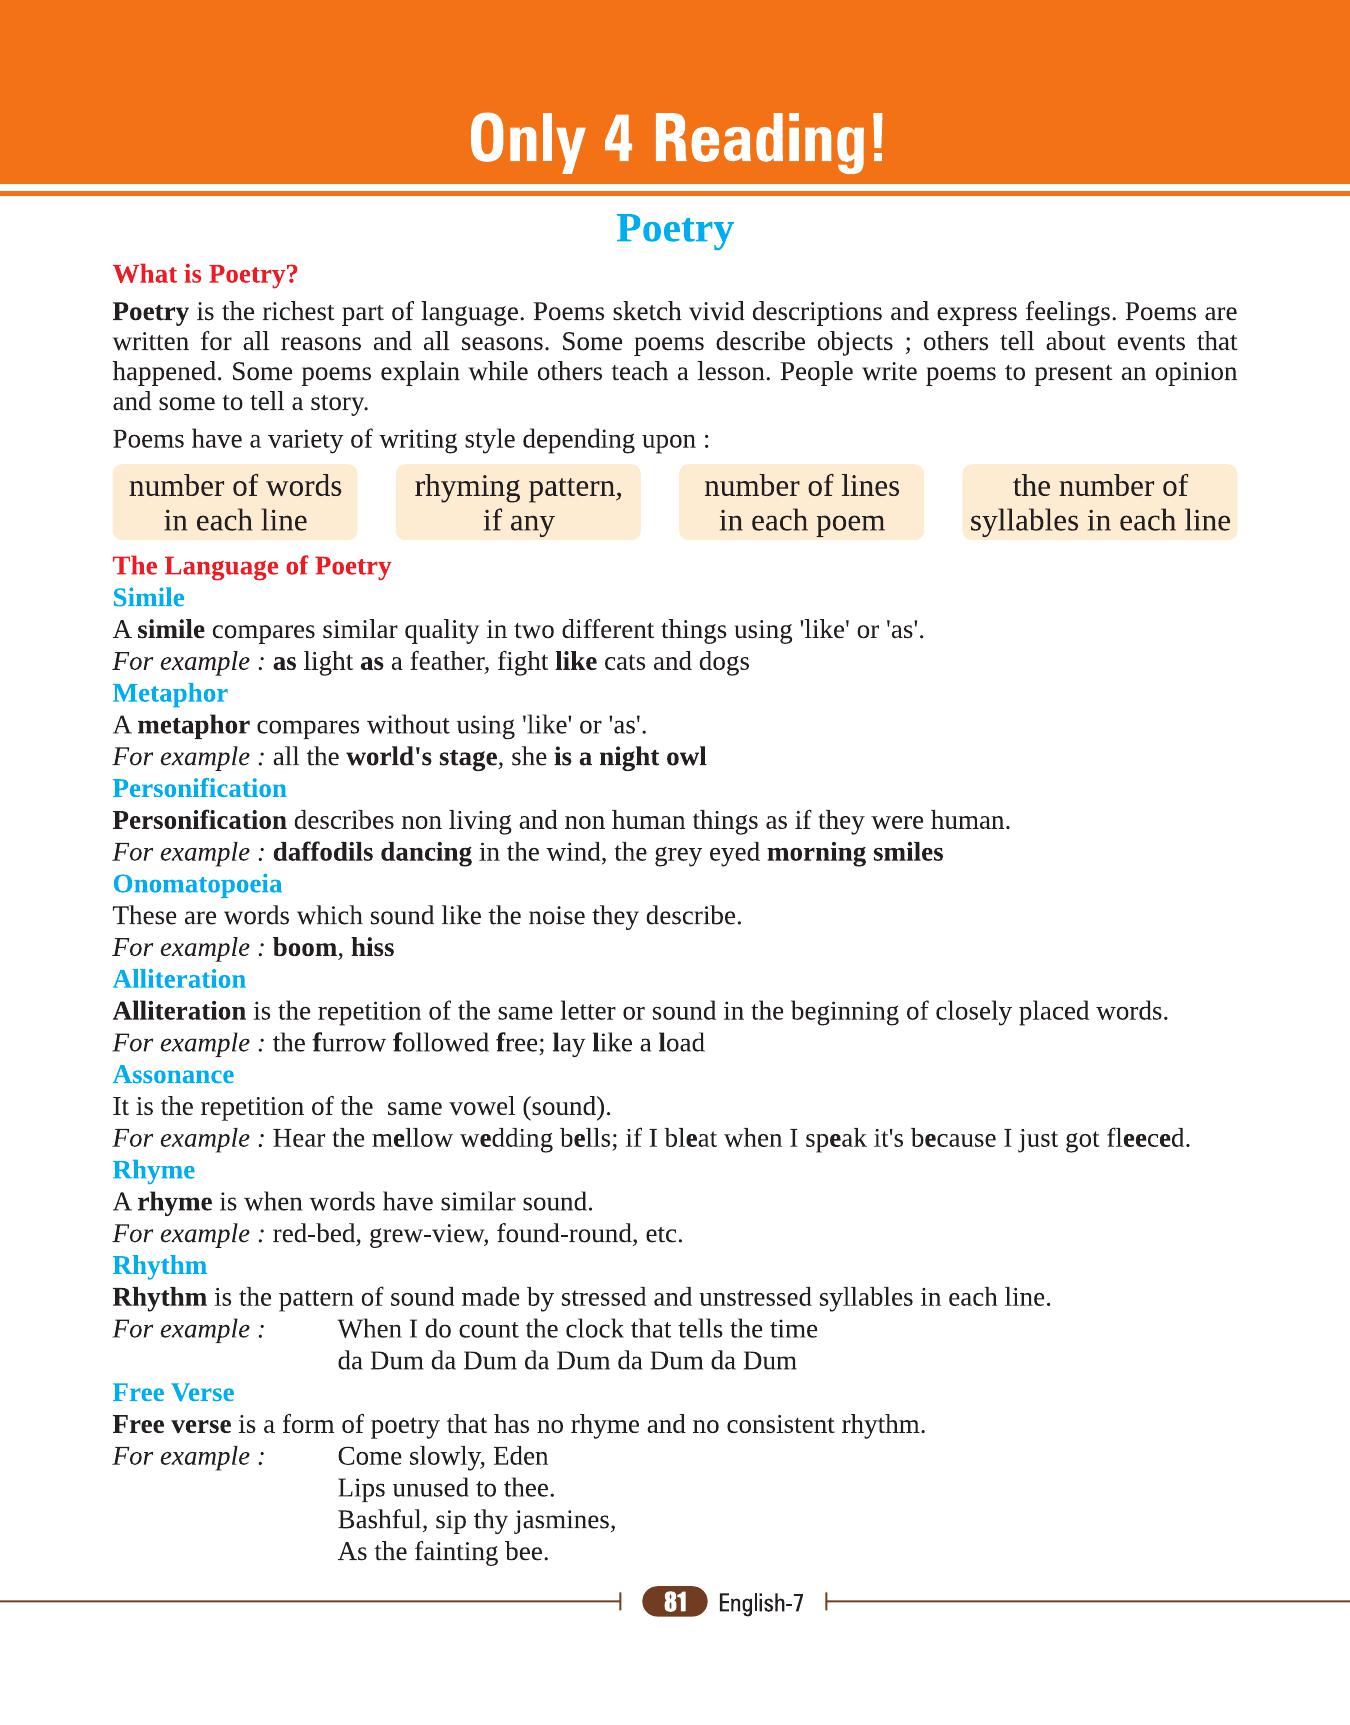 Only 4 Reading!
Poetry
What is Poetry?
Poetry is the richest part of language. Poems sketch vivid descriptions and express feelings. Poems are
written for all reasons and all seasons. Some poems describe objects ; others tell about events that
happened. Some poems explain while others teach a lesson. People write poems to present an opinion
and some to tell a story.
Poems have a variety of writing style depending upon :
number of words
in each line
rhyming pattern,
if any
number of lines
in each poem
the number of
syllables in each line
The Language of Poetry
Simile
A simile compares similar quality in two different things using 'like' or 'as'.
For example : as light as a feather, fight like cats and dogs
Metaphor
A metaphor compares without using 'like' or 'as'.
For example : all the world's stage, she is a night owl
Personification
Personification describes non living and non human things as if they were human.
For example : daffodils dancing in the wind, the grey eyed morning smiles
Onomatopoeia
These are words which sound like the noise they describe.
For example : boom, hiss
Alliteration
Alliteration is the repetition of the same letter or sound in the beginning of closely placed words.
For example : the furrow followed free; lay like a load
Assonance
It is the repetition of the  same vowel (sound).
For example : Hear the mellow wedding bells; if I bleat when I speak it's because I just got fleeced.
Rhyme
A rhyme is when words have similar sound.
For example : red-bed, grew-view, found-round, etc.
Rhythm
Rhythm is the pattern of sound made by stressed and unstressed syllables in each line.
For example : When I do count the clock that tells the time
da Dum da Dum da Dum da Dum da Dum
Free Verse
Free verse is a form of poetry that has no rhyme and no consistent rhythm.
For example : Come slowly, Eden
Lips unused to thee.
Bashful, sip thy jasmines,
As the fainting bee.
81 English-7